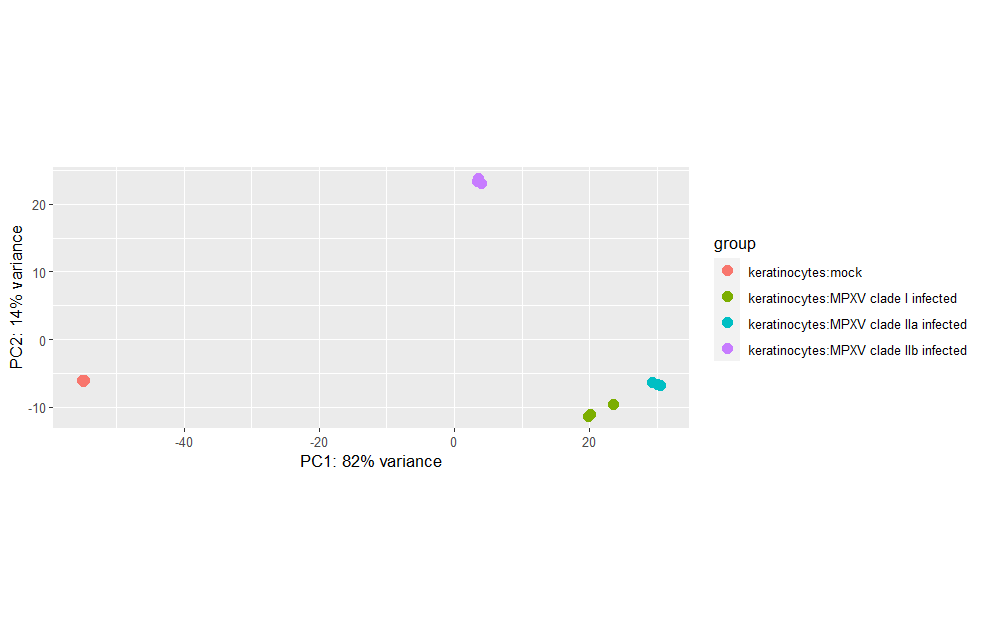 PC2: 14% variance
20
10
0
-10
-40
-20
0
20
PC1: 82% variance
group
keratinocytes:mock
keratinocytes:MPXV clade I infected
keratinocytes:MPXV clade IIa infected
keratinocytes:MPXV clade IIb infected